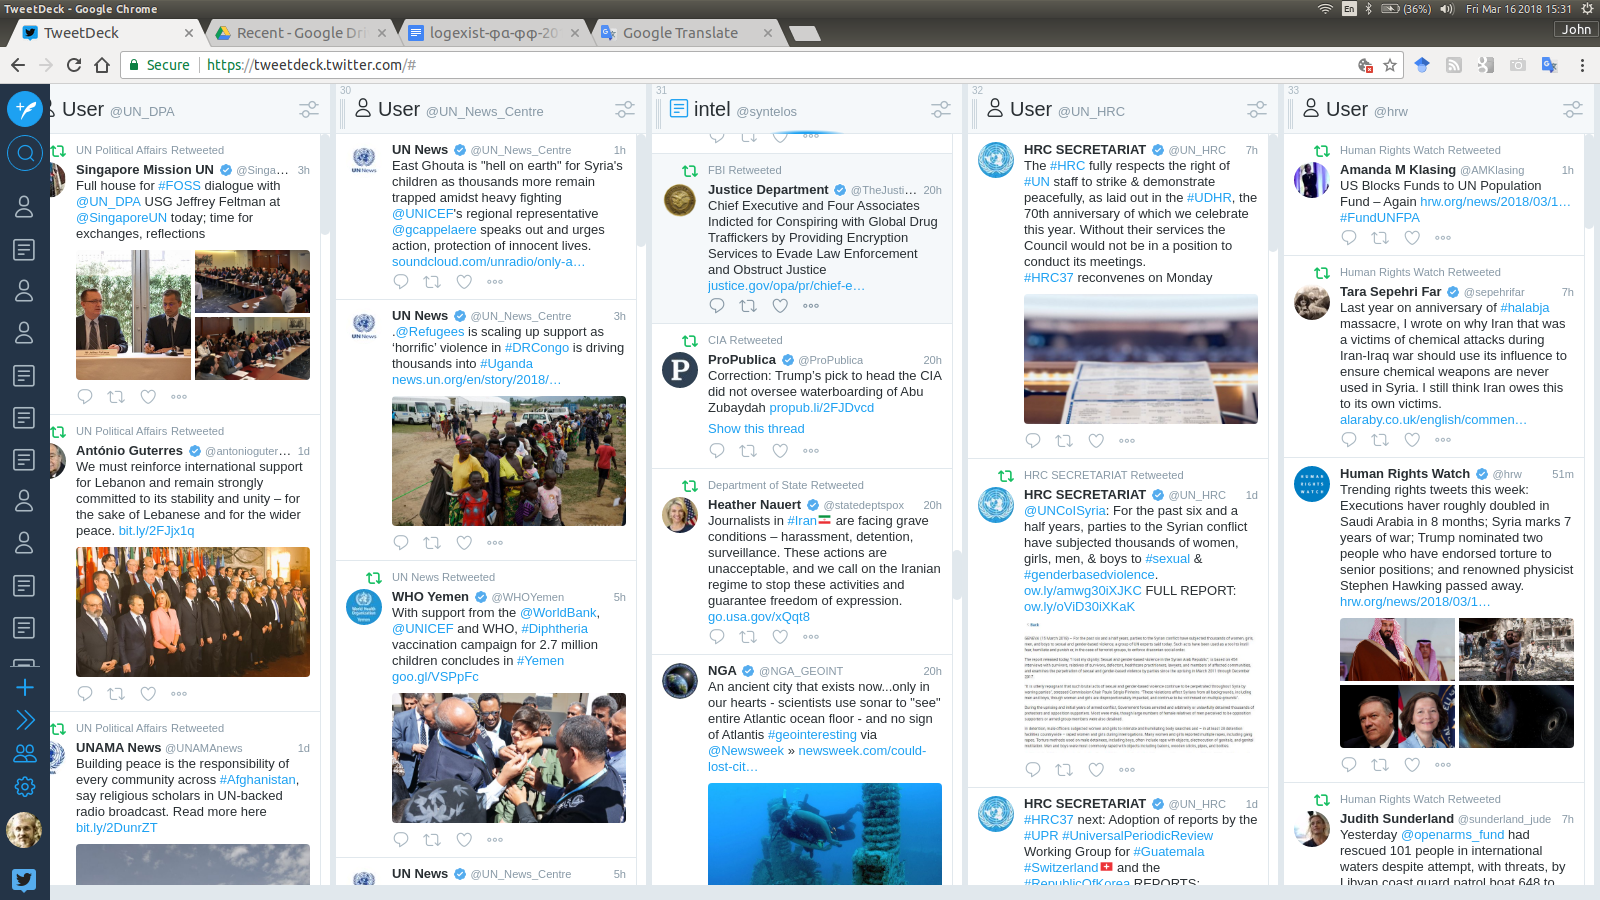 TweetDeck - Google Chrome
En
(36%)
Fri Mar 16 2018 15:31
TweetDeck
Recent - Google Dri
logexist-φα-φφ-20
Google Translate
John
Secure
https://tweetdeck.twitter.com/#
User @UN_DPA
UN Political Affairs Retweeted
Singapore Mission UN @Singa... 3h
Full house for #FOSS dialogue with
@UN_DPA USG Jeffrey Feltman at
@SingaporeUN today; time for
exchanges, reflections
UN Political Affairs Retweeted
António Guterres @antonioguter... 1d
We must reinforce international support
for Lebanon and remain strongly
committed to its stability and unity – for
the sake of Lebanese and for the wider
peace. bit.ly/2FJjx1q
UN Political Affairs Retweeted
UNAMA News @UNAMAnews 1d
Building peace is the responsibility of
every community across #Afghanistan,
say religious scholars in UN-backed
radio broadcast. Read more here
bit.ly/2DunrZT
30
User @UN_News_Centre
UN News @UN_News_Centre 1h
East Ghouta is "hell on earth" for Syria's
children as thousands more remain
trapped amidst heavy fighting
@UNICEF's regional representative
@gcappelaere speaks out and urges
action, protection of innocent lives.
soundcloud.com/unradio/only-a...
UN News @UN_News_Centre 3h
.@Refugees is scaling up support as
‘horrific’ violence in #DRCongo is driving
thousands into #Uganda
news.un.org/en/story/2018/...
UN News Retweeted
WHO Yemen @WHOYemen 5h
With support from the @WorldBank,
@UNICEF and WHO, #Diphtheria
vaccination campaign for 2.7 million
children concludes in #Yemen
goo.gl/VSPpFc
UN News @UN_News_Centre 5h
31
intel @syntelos
FBI Retweeted
Justice Department @TheJusti... 20h
Chief Executive and Four Associates
Indicted for Conspiring with Global Drug
Traffickers by Providing Encryption
Services to Evade Law Enforcement
and Obstruct Justice
justice.gov/opa/pr/chief-e...
CIA Retweeted
ProPublica @ProPublica 20h
Correction: Trump's pick to head the CIA
did not oversee waterboarding of Abu
Zubaydah propub.li/2FJDvcd
Show this thread
Department of State Retweeted
Heather Nauert @statedeptspox 20h
Journalists in #Iran are facing grave
conditions – harassment, detention,
surveillance. These actions are
unacceptable, and we call on the Iranian
regime to stop these activities and
guarantee freedom of expression.
go.usa.gov/xQqt8
NGA @NGA_GEOINT 20h
An ancient city that exists now...only in
our hearts - scientists use sonar to "see"
entire Atlantic ocean floor - and no sign
of Atlantis #geointeresting via
@Newsweek » newsweek.com/could-
lost-cit...
32
User @UN_HRC
HRC SECRETARIAT @UN_HRC 7h
The #HRC fully respects the right of
#UN staff to strike & demonstrate
peacefully, as laid out in the #UDHR, the
70th anniversary of which we celebrate
this year. Without their services the
Council would not be in a position to
conduct its meetings.
#HRC37 reconvenes on Monday
HRC SECRETARIAT Retweeted
HRC SECRETARIAT @UN_HRC 1d
@UNCoISyria: For the past six and a
half years, parties to the Syrian conflict
have subjected thousands of women,
girls, men, & boys to #sexual &
#genderbasedviolence.
ow.ly/amwg30iXJKC FULL REPORT:
ow.ly/oViD30iXKaK
HRC SECRETARIAT @UN_HRC 1d
#HRC37 next: Adoption of reports by the
#UPR #UniversalPeriodicReview
Working Group for #Guatemala
#Switzerland and the
#RepublicOfKorea REPORTS:
33
User @hrw
Human Rights Watch Retweeted
Amanda M Klasing @AMKlasing 1h
US Blocks Funds to UN Population
Fund – Again hrw.org/news/2018/03/1...
#FundUNFPA
Human Rights Watch Retweeted
Tara Sepehri Far @sepehrifar 7h
Last year on anniversary of #halabja
massacre, I wrote on why Iran that was
a victims of chemical attacks during
Iran-Iraq war should use its influence to
ensure chemical weapons are never
used in Syria. I still think Iran owes this
to its own victims.
alaraby.co.uk/english/commen...
Human Rights Watch @hrw 51m
Trending rights tweets this week:
Executions haver roughly doubled in
Saudi Arabia in 8 months; Syria marks 7
years of war; Trump nominated two
people who have endorsed torture to
senior positions; and renowned physicist
Stephen Hawking passed away.
hrw.org/news/2018/03/1...
Human Rights Watch Retweeted
Judith Sunderland @sunderland_jude 7h
Yesterday @openarms_fund had
rescued 101 people in international
waters despite attempt, with threats, by
Libyan coast guard patrol boat 648 to